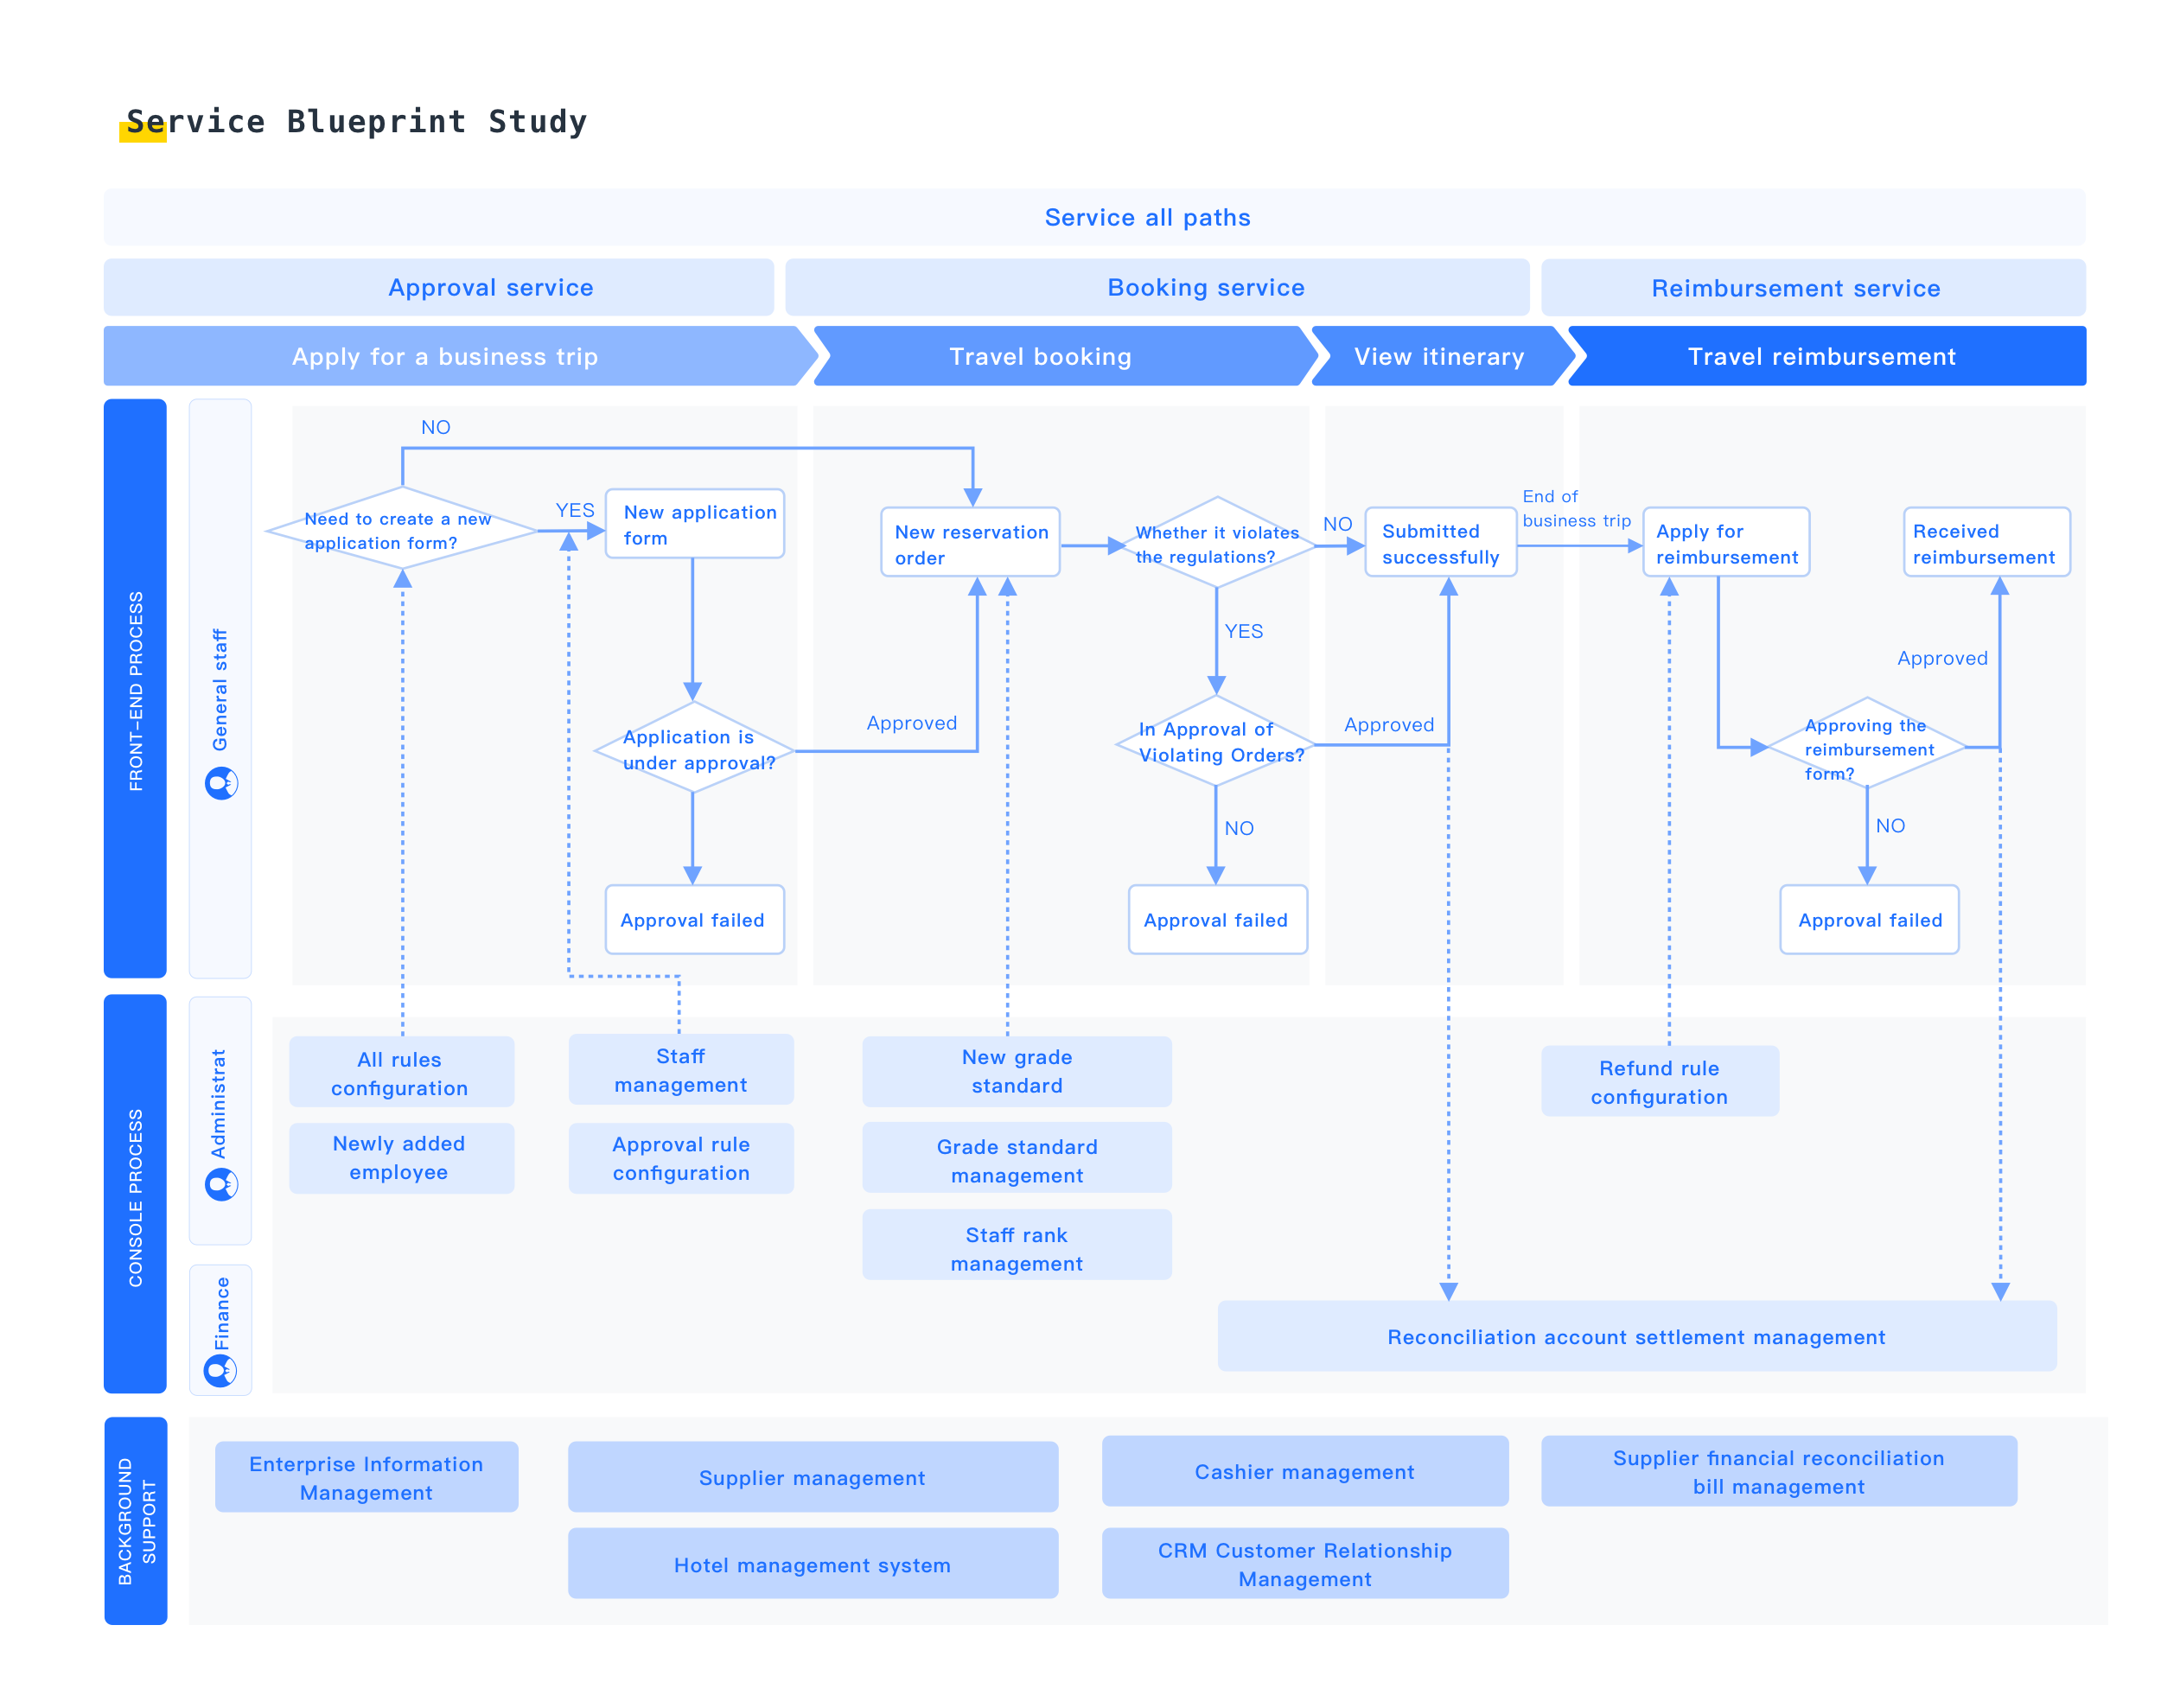 Service Blueprint Study
Service all paths
Approval service
Booking service
Reimbursement service
Apply for a business trip
Travel booking
View itinerary
Travel reimbursement
FRONT-END PROCESS
General staff
NO
Need to create a new
application form?
YES
New application
form
Application is
under approval?
Approved
Approval failed
New reservation
order
Whether it violates
the regulations?
NO
YES
In Approval of
Violating Orders?
Approved
NO
Approval failed
Submitted
successfully
End of
business trip
Apply for
reimbursement
Received
reimbursement
Approved
Approving the
reimbursement
form?
NO
Approval failed
CONSOLE PROCESS
Administrat
All rules
configuration
Newly added
employee
Staff
management
Approval rule
configuration
New grade
standard
Grade standard
management
Staff rank
management
Refund rule
configuration
Finance
Reconciliation account settlement management
BACKGROUND
SUPPORT
Enterprise Information
Management
Supplier management
Hotel management system
Cashier management
CRM Customer Relationship
Management
Supplier financial reconciliation
bill management